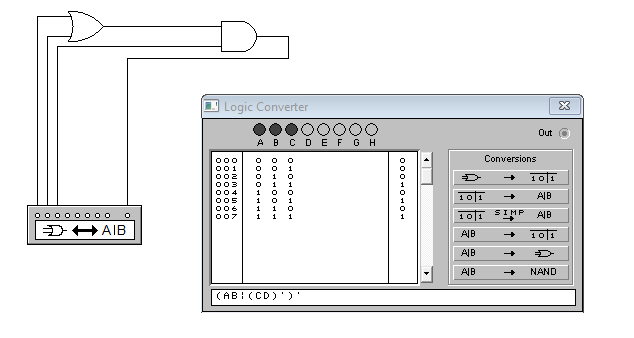 Logic Converter
A B C D E F G H
Out
000 0 0 0 0
001 0 0 1 0
002 0 1 0 0
003 0 1 1 1
004 1 0 0 0
005 1 0 1 1
006 1 1 0 0
007 1 1 1 1
Conversions
→ 1 0 | 1
1 0 | 1 → A|B
1 0 | 1 SIMP → A|B
A|B → 1 0 | 1
A|B →
A|B → NAND
A|B
(AB¦(CD)')'